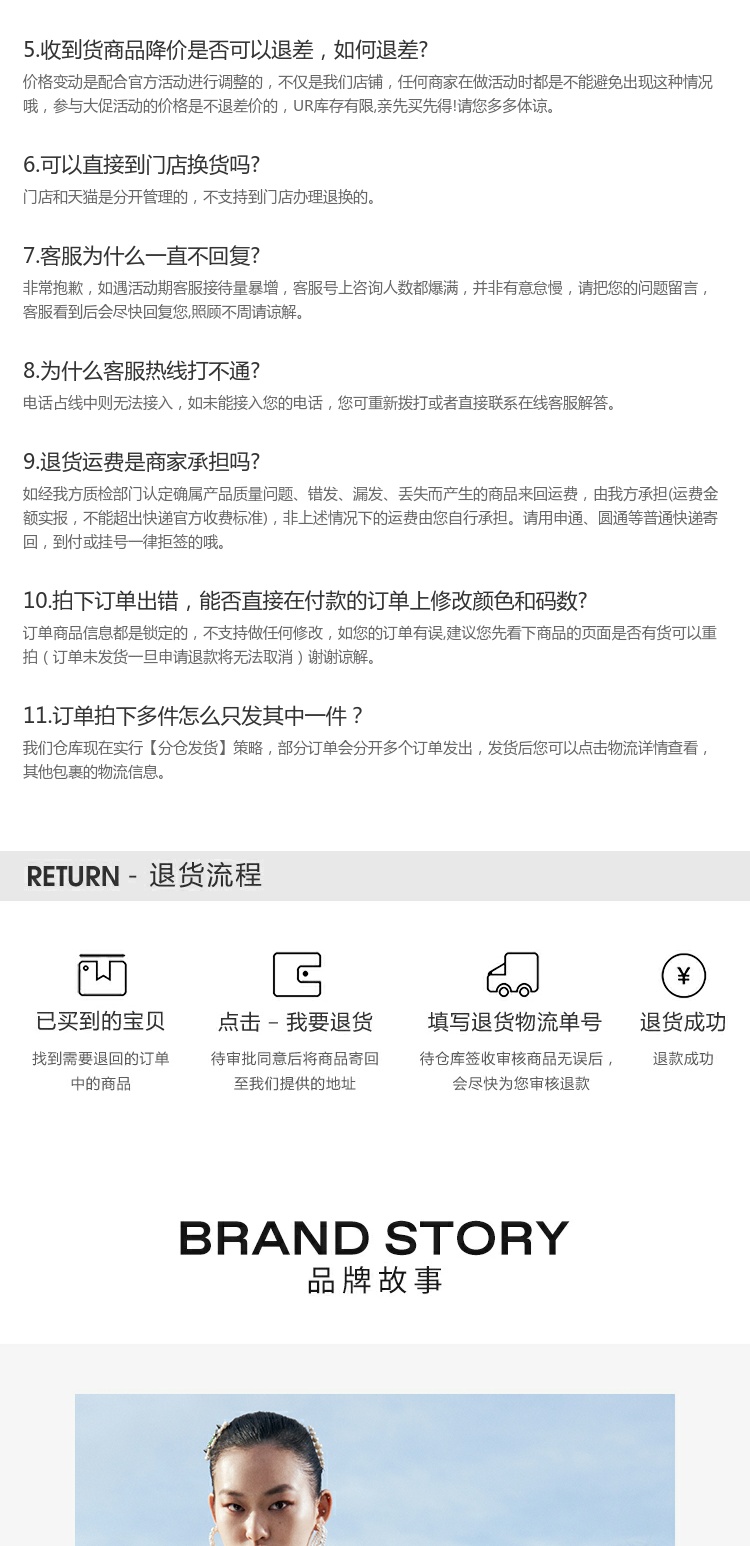 5.收到货商品降价是否可以退差，如何退差?
价格变动是配合官方活动进行调整的，不仅是我们店铺，任何商家在做活动时都是不能避免出现这种情况
哦，参与大促活动的价格是不退差价的，UR库存有限,亲先买先得!请您多多体谅。
6.可以直接到门店换货吗?
门店和天猫是分开管理的，不支持到门店办理退换的。
7.客服为什么一直不回复?
非常抱歉，如遇活动期客服接待量暴增，客服号上咨询人数都爆满，并非有意怠慢，请把您的问题留言，
客服看到后会尽快回复您,照顾不周请谅解。
8.为什么客服热线打不通?
电话占线中则无法接入，如未能接入您的电话，您可重新拨打或者直接联系在线客服解答。
9.退货运费是商家承担吗?
如经我方质检部门认定确属产品质量问题、错发、漏发、丢失而产生的商品来回运费，由我方承担(运费金
额实报，不能超出快递官方收费标准)，非上述情况下的运费由您自行承担。请用申通、圆通等普通快递寄
回，到付或挂号一律拒签的哦。
10.拍下订单出错，能否直接在付款的订单上修改颜色和码数?
订单商品信息都是锁定的，不支持做任何修改，如您的订单有误,建议您先看下商品的页面是否有货可以重
拍（订单未发货一旦申请退款将无法取消）谢谢谅解。
11.订单拍下多件怎么只发其中一件？
我们仓库现在实行【分仓发货】策略，部分订单会分开多个订单发出，发货后您可以点击物流详情查看，
其他包裹的物流信息。
RETURN - 退货流程
已买到的宝贝
找到需要退回的订单
中的商品
点击 – 我要退货
待审批同意后将商品寄回
至我们提供的地址
填写退货物流单号
待仓库签收审核商品无误后，
会尽快为您审核退款
¥
退货成功
退款成功
BRAND STORY
品牌故事